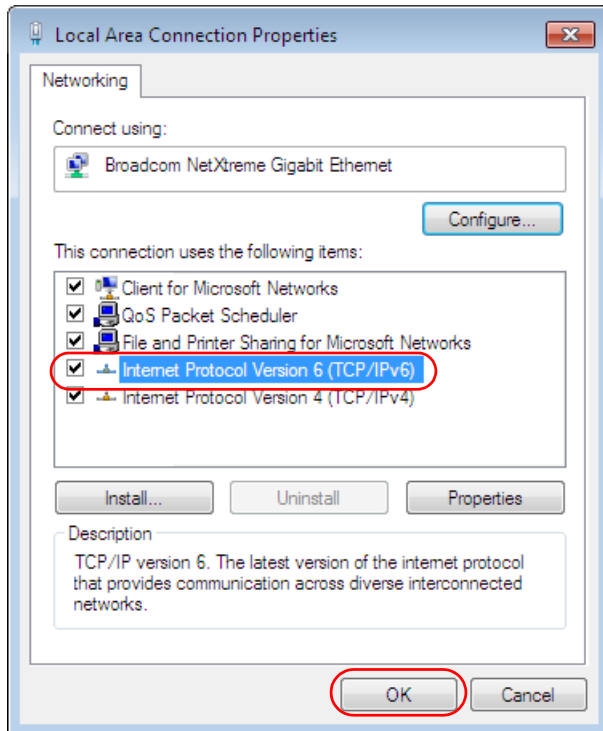 Local Area Connection Properties
Networking
Connect using:
Broadcom NetXtreme Gigabit Ethernet
Configure...
This connection uses the following items:
Client for Microsoft Networks
QoS Packet Scheduler
File and Printer Sharing for Microsoft Networks
Internet Protocol Version 6 (TCP/IPv6)
Internet Protocol Version 4 (TCP/IPv4)
Install...
Uninstall
Properties
Description
TCP/IP version 6. The latest version of the internet protocol
that provides communication across diverse interconnected
networks.
OK
Cancel